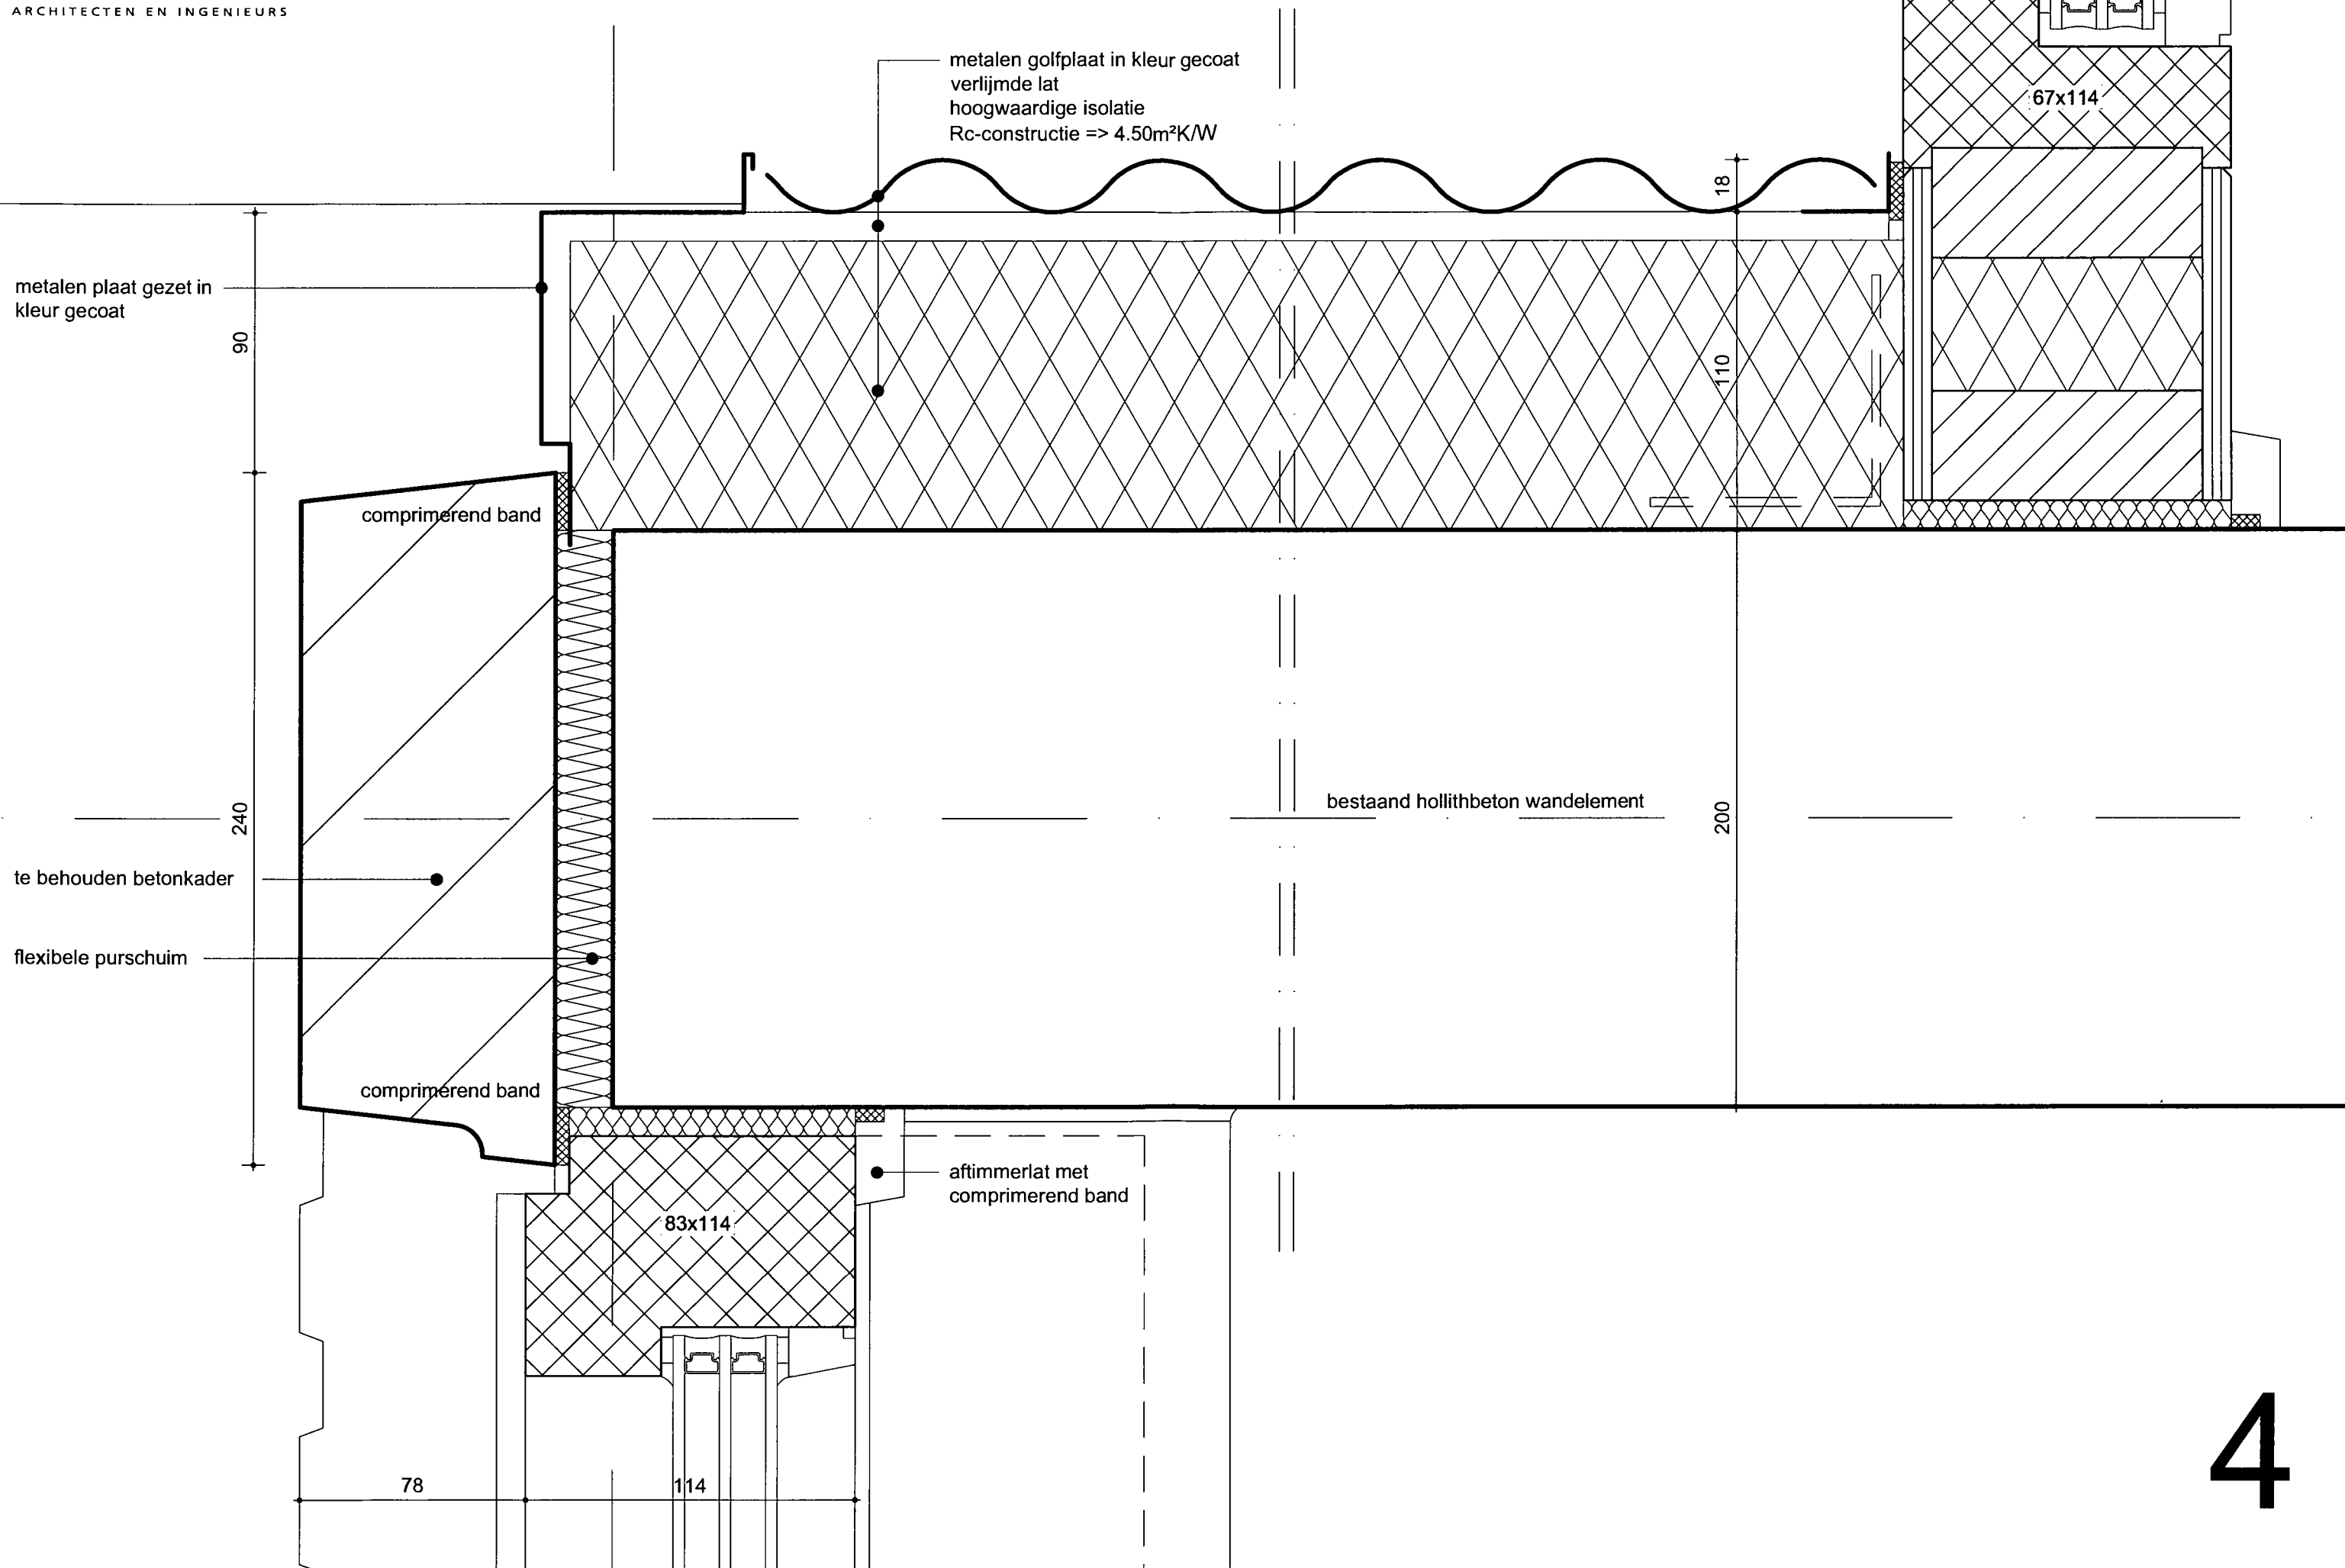 ARCHITECTEN EN INGENIEURS
metalen golfplaat in kleur gecoat
verlijmde lat
hoogwaardige isolatie
Rc-constructie => 4.50m²K/W
67x114
18
metalen plaat gezet in
kleur gecoat
90
110
comprimerend band
240
bestaand hollithbeton wandelement
200
te behouden betonkader
flexibele purschuim
comprimerend band
aftimmerlat met
comprimerend band
83x114
78
114
4